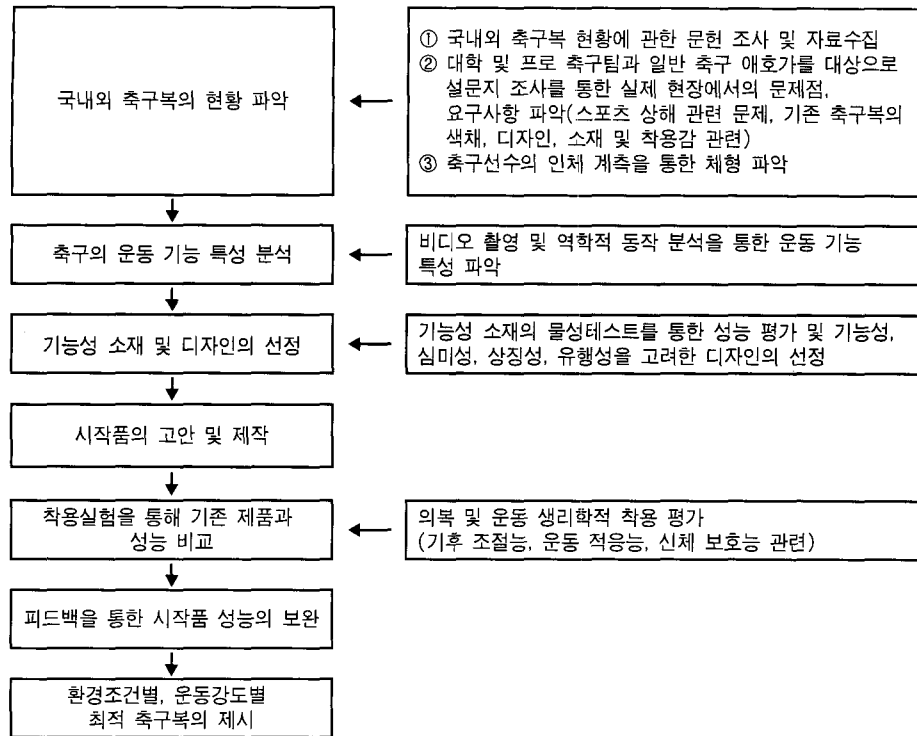 국내외 축구복의 현황 파악
① 국내외 축구복 현황에 관한 문헌 조사 및 자료수집
② 대학 및 프로 축구팀과 일반 축구 애호가를 대상으로
설문지 조사를 통한 실제 현장에서의 문제점,
요구사항 파악(스포츠 상해 관련 문제, 기존 축구복의
색채, 디자인, 소재 및 착용감 관련)
③ 축구선수의 인체 계측을 통한 체형 파악
축구의 운동 기능 특성 분석
비디오 촬영 및 역학적 동작 분석을 통한 운동 기능
특성 파악
기능성 소재 및 디자인의 선정
기능성 소재의 물성테스트를 통한 성능 평가 및 기능성,
심미성, 상징성, 유행성을 고려한 디자인의 선정
시작품의 고안 및 제작
착용실험을 통해 기존 제품과
성능 비교
의복 및 운동 생리학적 착용 평가
(기후 조절능, 운동 적응능, 신체 보호능 관련)
피드백을 통한 시작품 성능의 보완
환경조건별, 운동강도별
최적 축구복의 제시